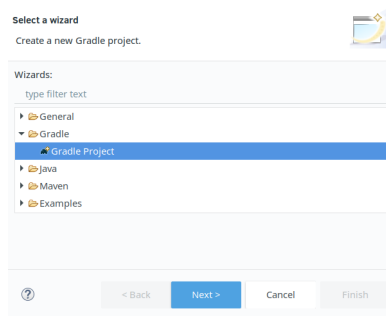 Select a wizard
Create a new Gradle project.
Wizards:
type filter text
General
Gradle
Gradle Project
Java
Maven
Examples
? < Back Next > Cancel Finish